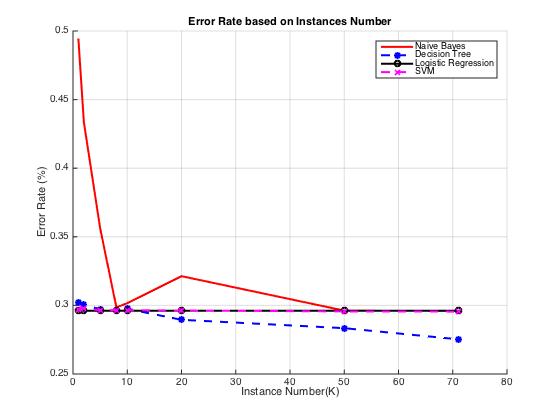 Error Rate based on Instances Number
Naive Bayes
Decision Tree
Logistic Regression
SVM
0.5
0.45
0.4
0.35
0.3
0.25
Error Rate (%)
0 10 20 30 40 50 60 70 80
Instance Number(K)